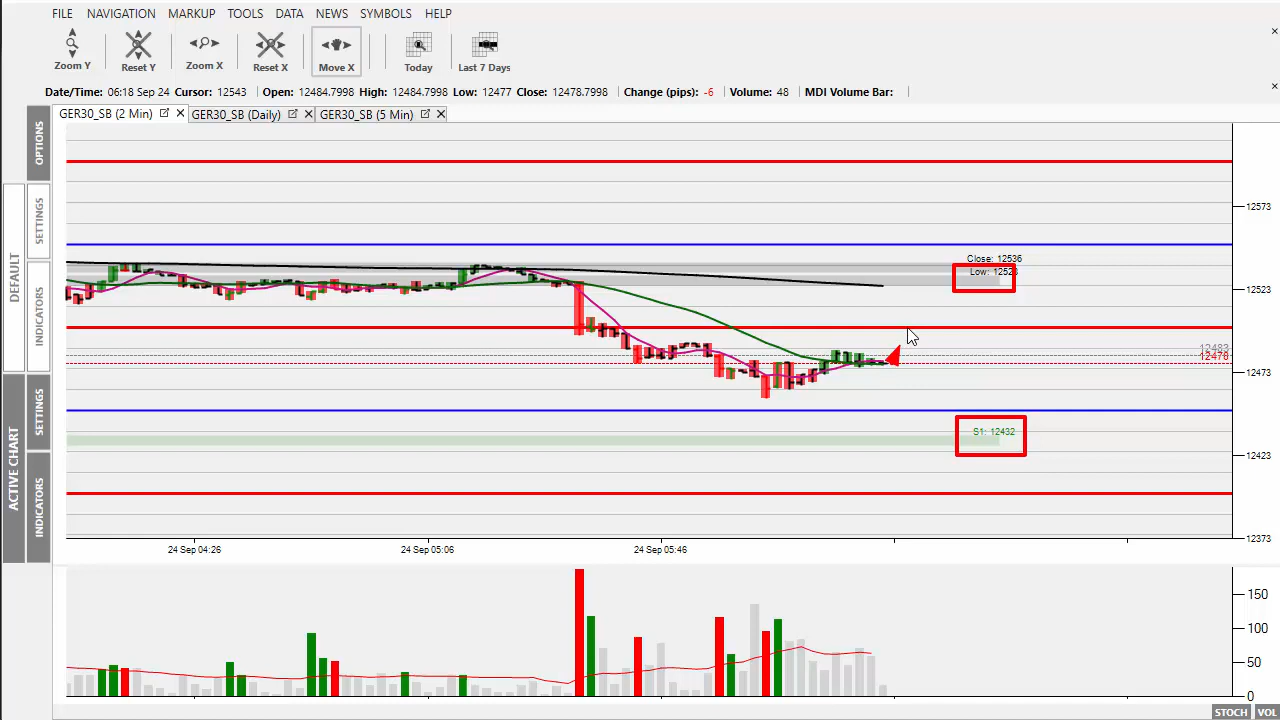 FILE NAVIGATION MARKUP TOOLS DATA NEWS SYMBOLS HELP
Zoom Y Reset Y Zoom X Reset X Move X Today Last 7 Days
Date/Time: 06:18 Sep 24 Cursor: 12543 Open: 12484.7998 High: 12484.7998 Low: 12477 Close: 12478.7998 Change (pips): -6 Volume: 48 MDI Volume Bar:
GER30_SB (2 Min) GER30_SB (Daily) GER30_SB (5 Min)
OPTIONS
SETTINGS
DEFAULT
INDICATORS
SETTINGS
ACTIVE CHART
INDICATORS
12573
Close: 12536
Low: 12523
12523
12483
12478
12473
S1: 12432
12423
12373
24 Sep 04:26 24 Sep 05:06 24 Sep 05:46
150
100
50
0
STOCH VOL